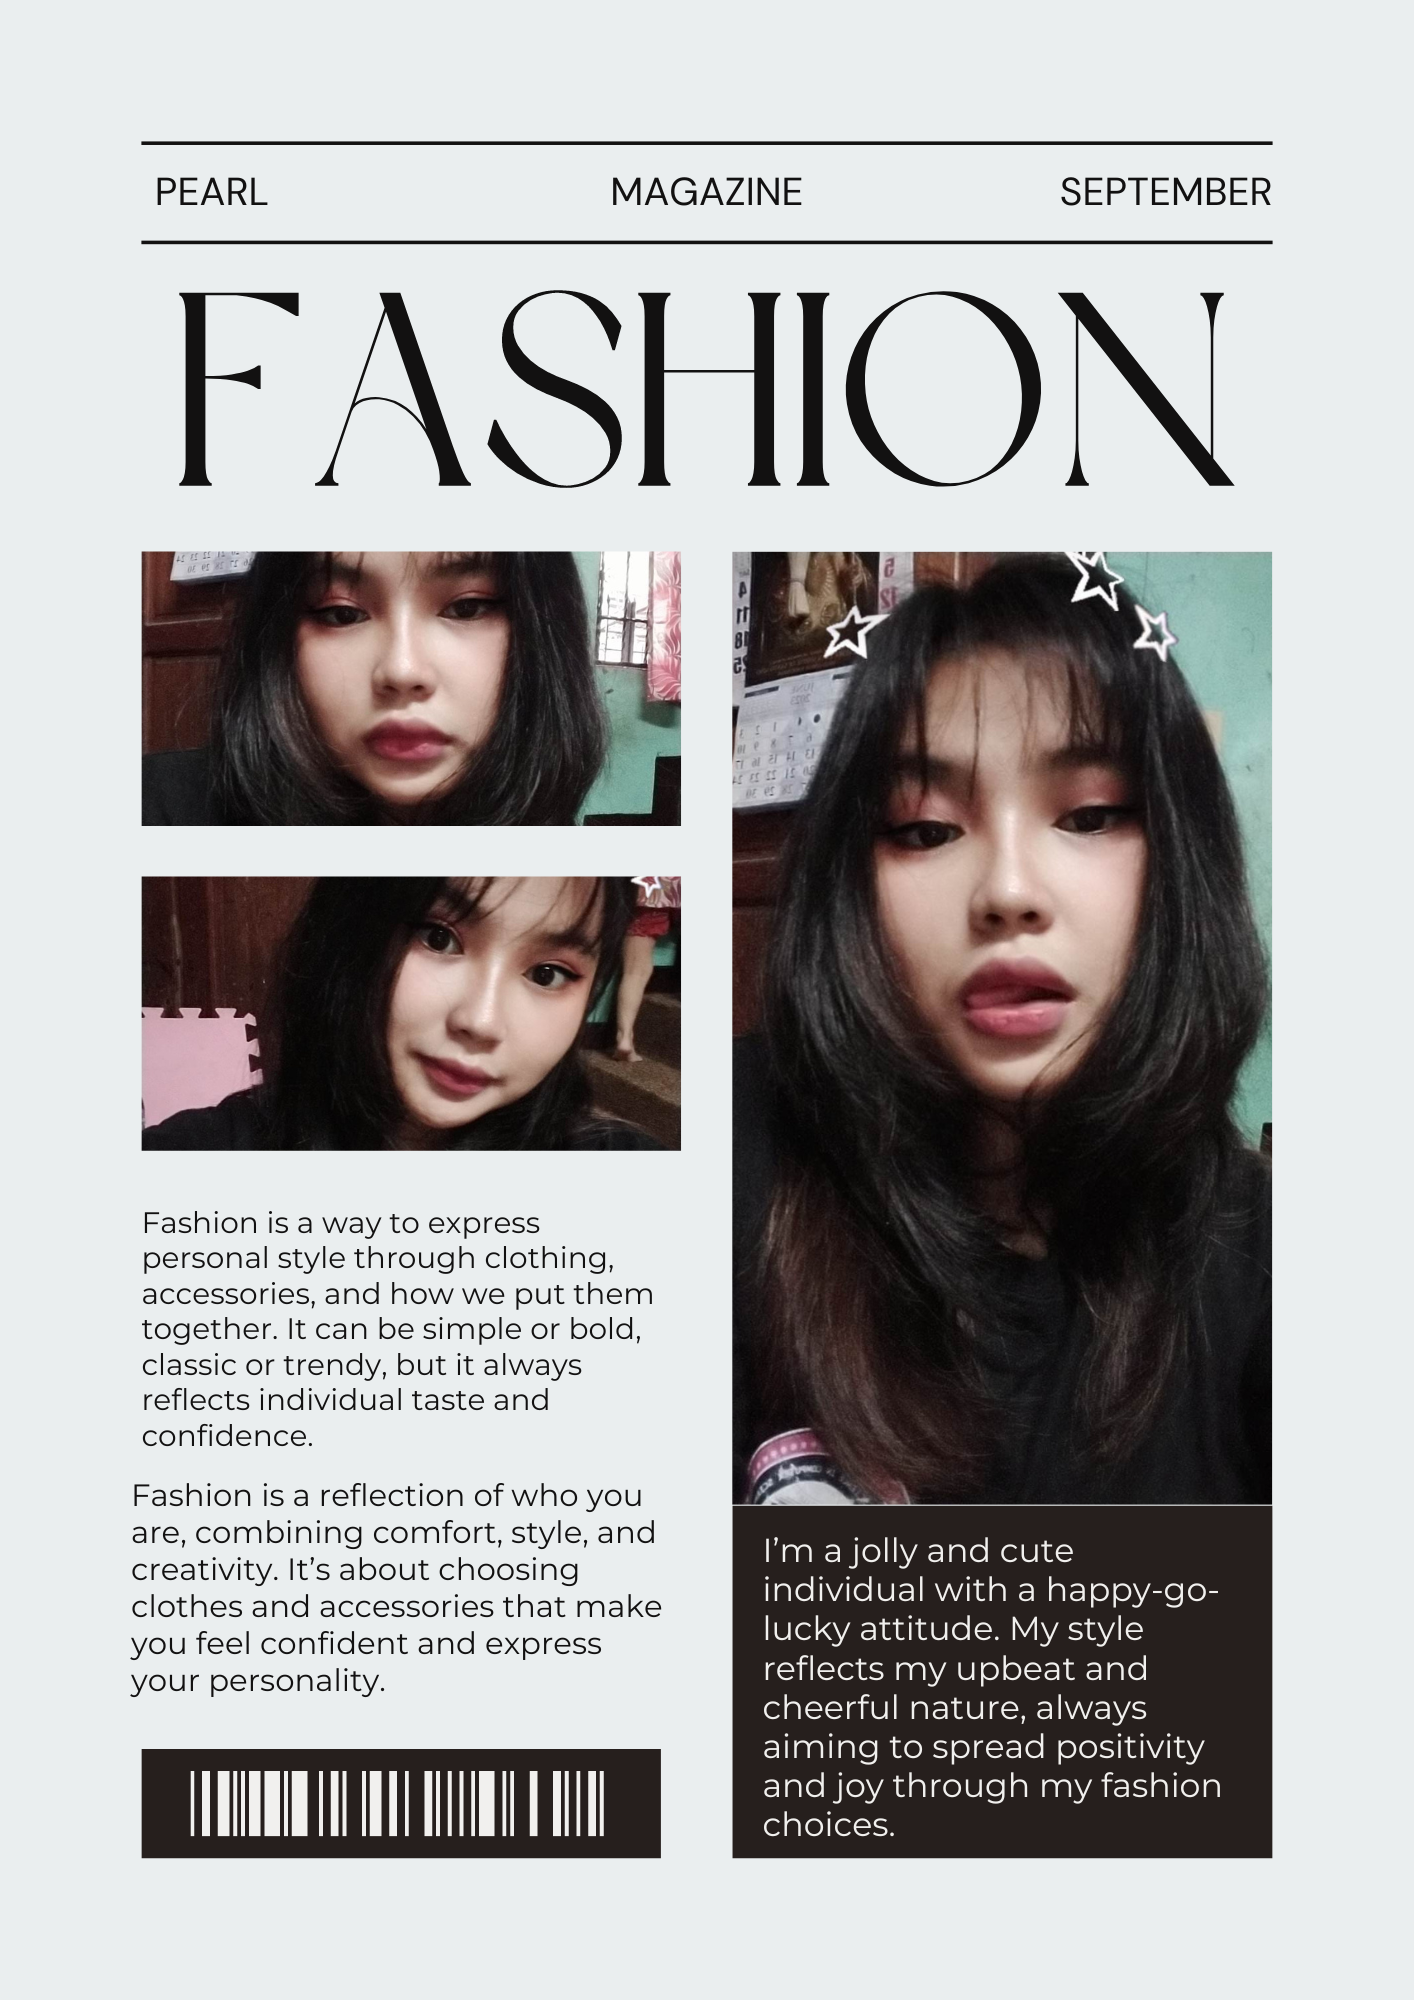 PEARL
MAGAZINE
SEPTEMBER
FASHION
Fashion is a way to express
personal style through clothing,
accessories, and how we put them
together. It can be simple or bold,
classic or trendy, but it always
reflects individual taste and
confidence.
Fashion is a reflection of who you
are, combining comfort, style, and
creativity. It’s about choosing
clothes and accessories that make
you feel confident and express
your personality.
I’m a jolly and cute
individual with a happy-go-
lucky attitude. My style
reflects my upbeat and
cheerful nature, always
aiming to spread positivity
and joy through my fashion
choices.